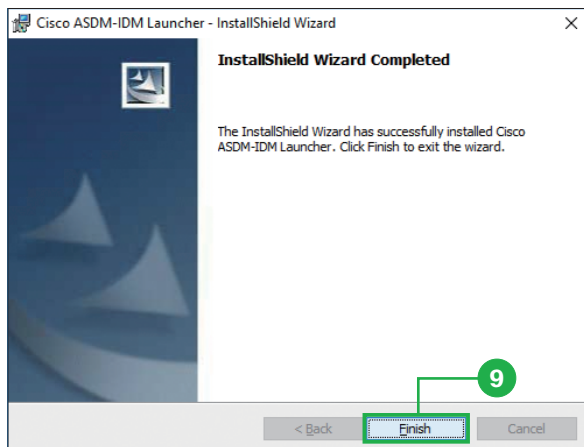 Cisco ASDM-IDM Launcher - InstallShield Wizard
InstallShield Wizard Completed
The InstallShield Wizard has successfully installed Cisco
ASDM-IDM Launcher. Click Finish to exit the wizard.
9
< Back Finish Cancel